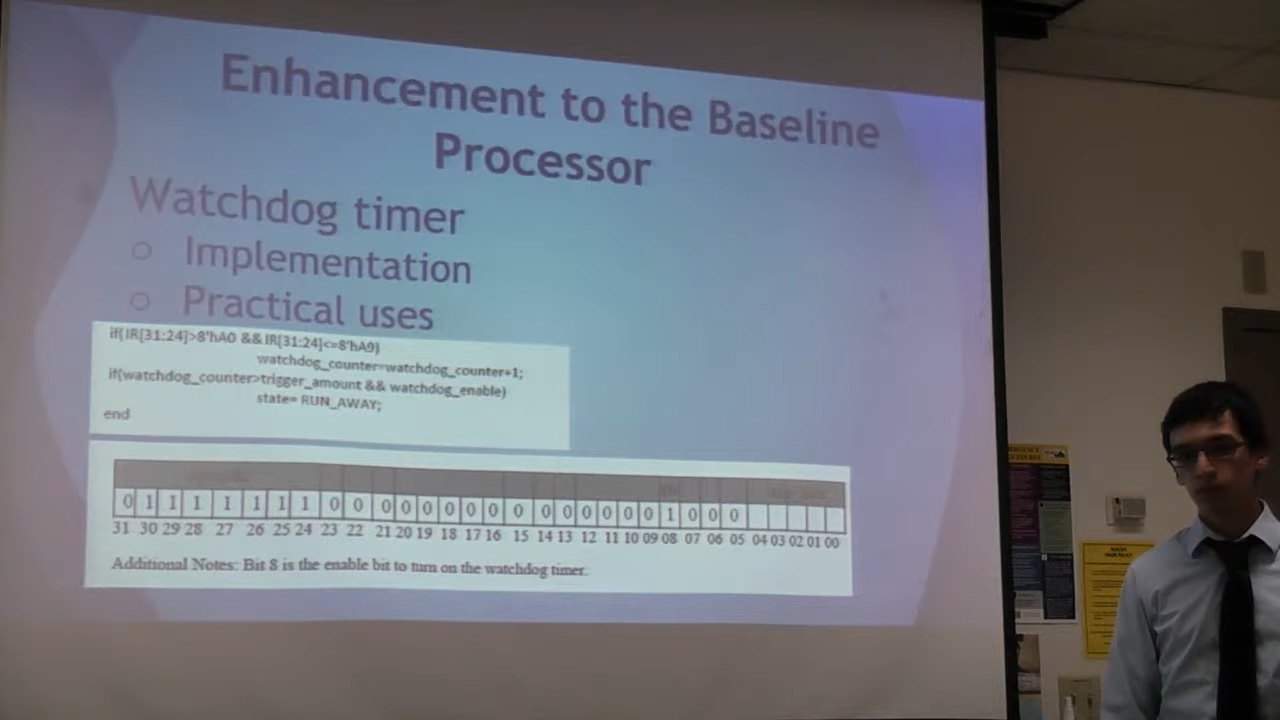 Enhancement to the Baseline
Processor
Watchdog timer
○ Implementation
○ Practical uses
if(IR[31:24]>8'hA0 && IR[31:24]<=8'hA9)
watchdog_counter=watchdog_counter+1;
if(watchdog_counter>trigger_amount && watchdog_enable)
state= RUN_AWAY;
end
0 1 1 1 1 1 1 1 0 0 0 0 0 0 0 0 0 0 0 0 0 0 0 1 0 0 0
31 30 29 28 27 26 25 24 23 22 21 20 19 18 17 16 15 14 13 12 11 10 09 08 07 06 05 04 03 02 01 00
Additional Notes: Bit 8 is the enable bit to turn on the watchdog timer.